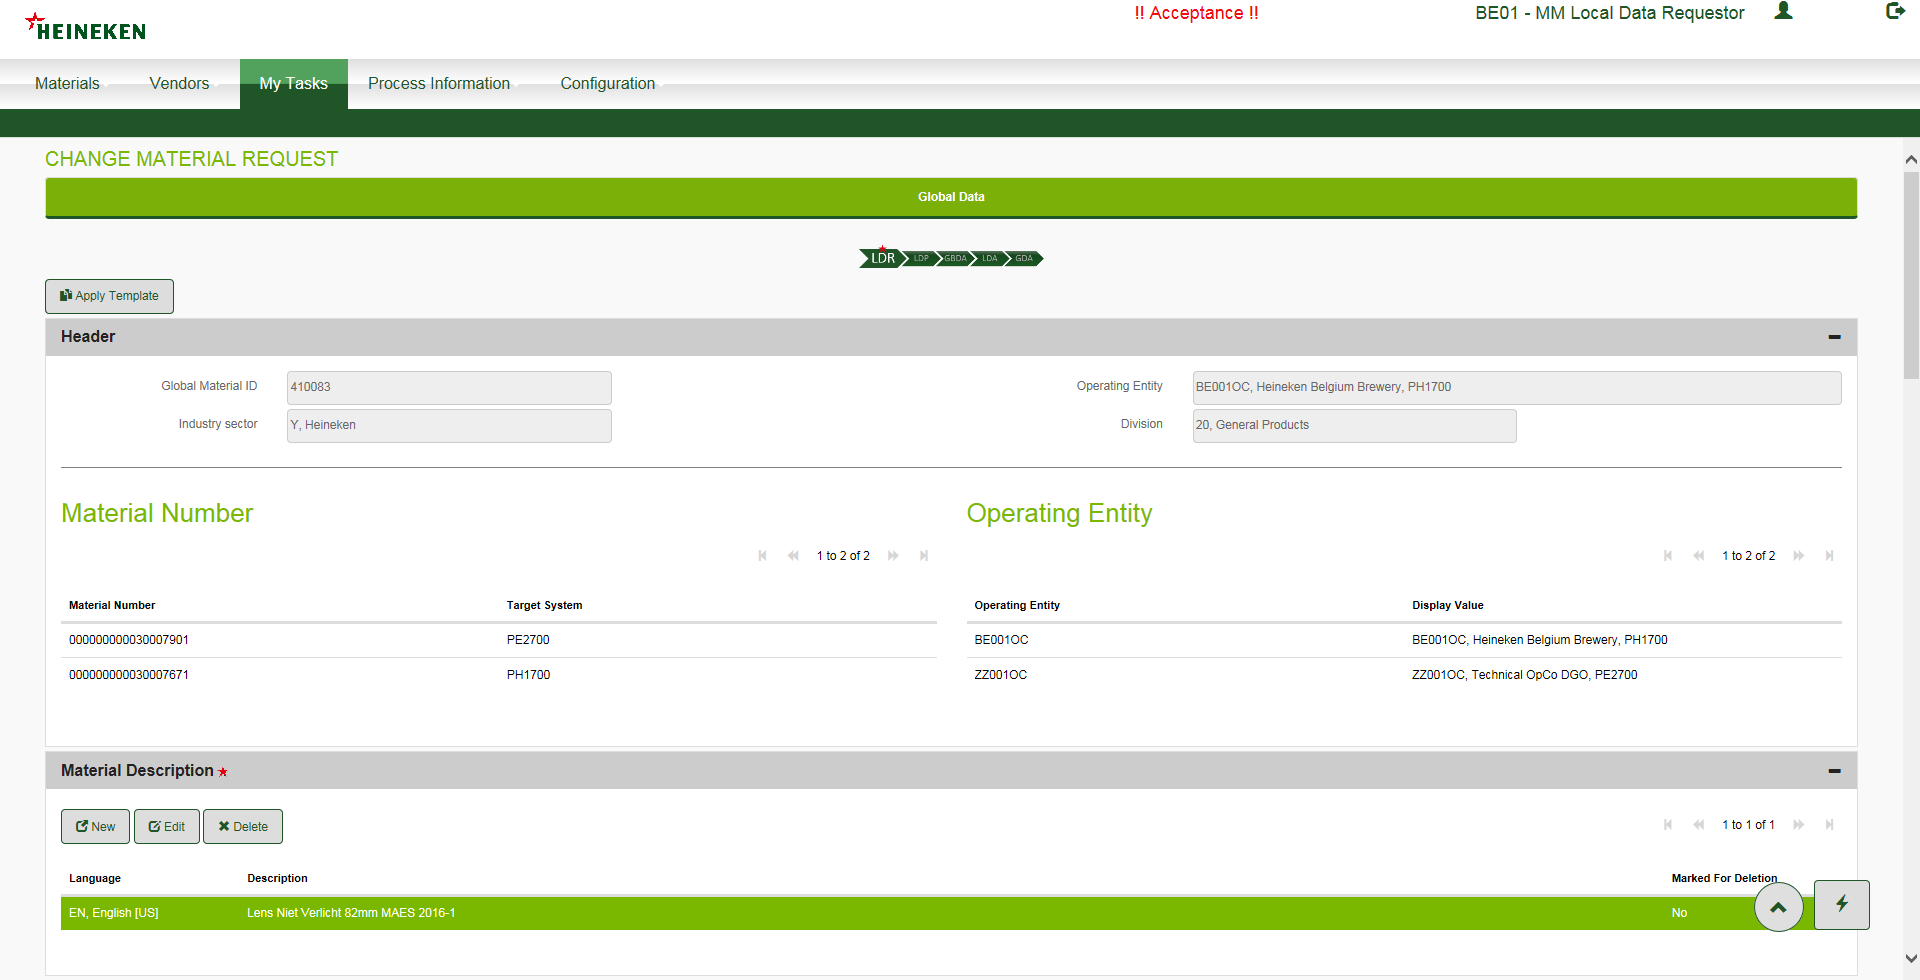 HEINEKEN
!! Acceptance !!
BE01 - MM Local Data Requestor
Materials
Vendors
My Tasks
Process Information
Configuration
CHANGE MATERIAL REQUEST
Global Data
LDR
LDP
GBDA
LDA
GDA
Apply Template
Header
Global Material ID
410083
Operating Entity
BE001OC, Heineken Belgium Brewery, PH1700
Industry sector
Y, Heineken
Division
20, General Products
Material Number
Operating Entity
1 to 2 of 2
1 to 2 of 2
Material Number
Target System
Operating Entity
Display Value
000000000030007901
PE2700
BE001OC
BE001OC, Heineken Belgium Brewery, PH1700
000000000030007671
PH1700
ZZ001OC
ZZ001OC, Technical OpCo DGO, PE2700
Material Description
New
Edit
Delete
1 to 1 of 1
Language
Description
Marked For Deletion
EN, English [US]
Lens Niet Verlicht 82mm MAES 2016-1
No